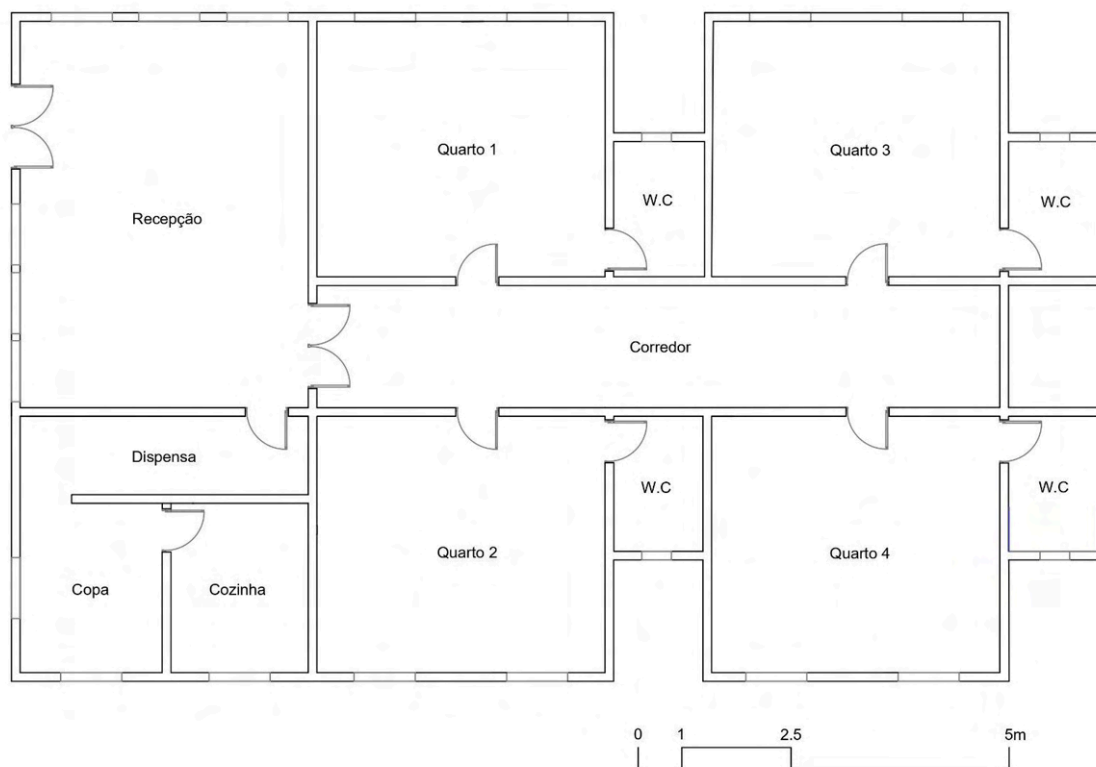 Quarto 1
Quarto 3
W.C
W.C
Recepção
Corredor
Dispensa
W.C
W.C
Quarto 2
Quarto 4
Copa
Cozinha
0 1 2.5 5m